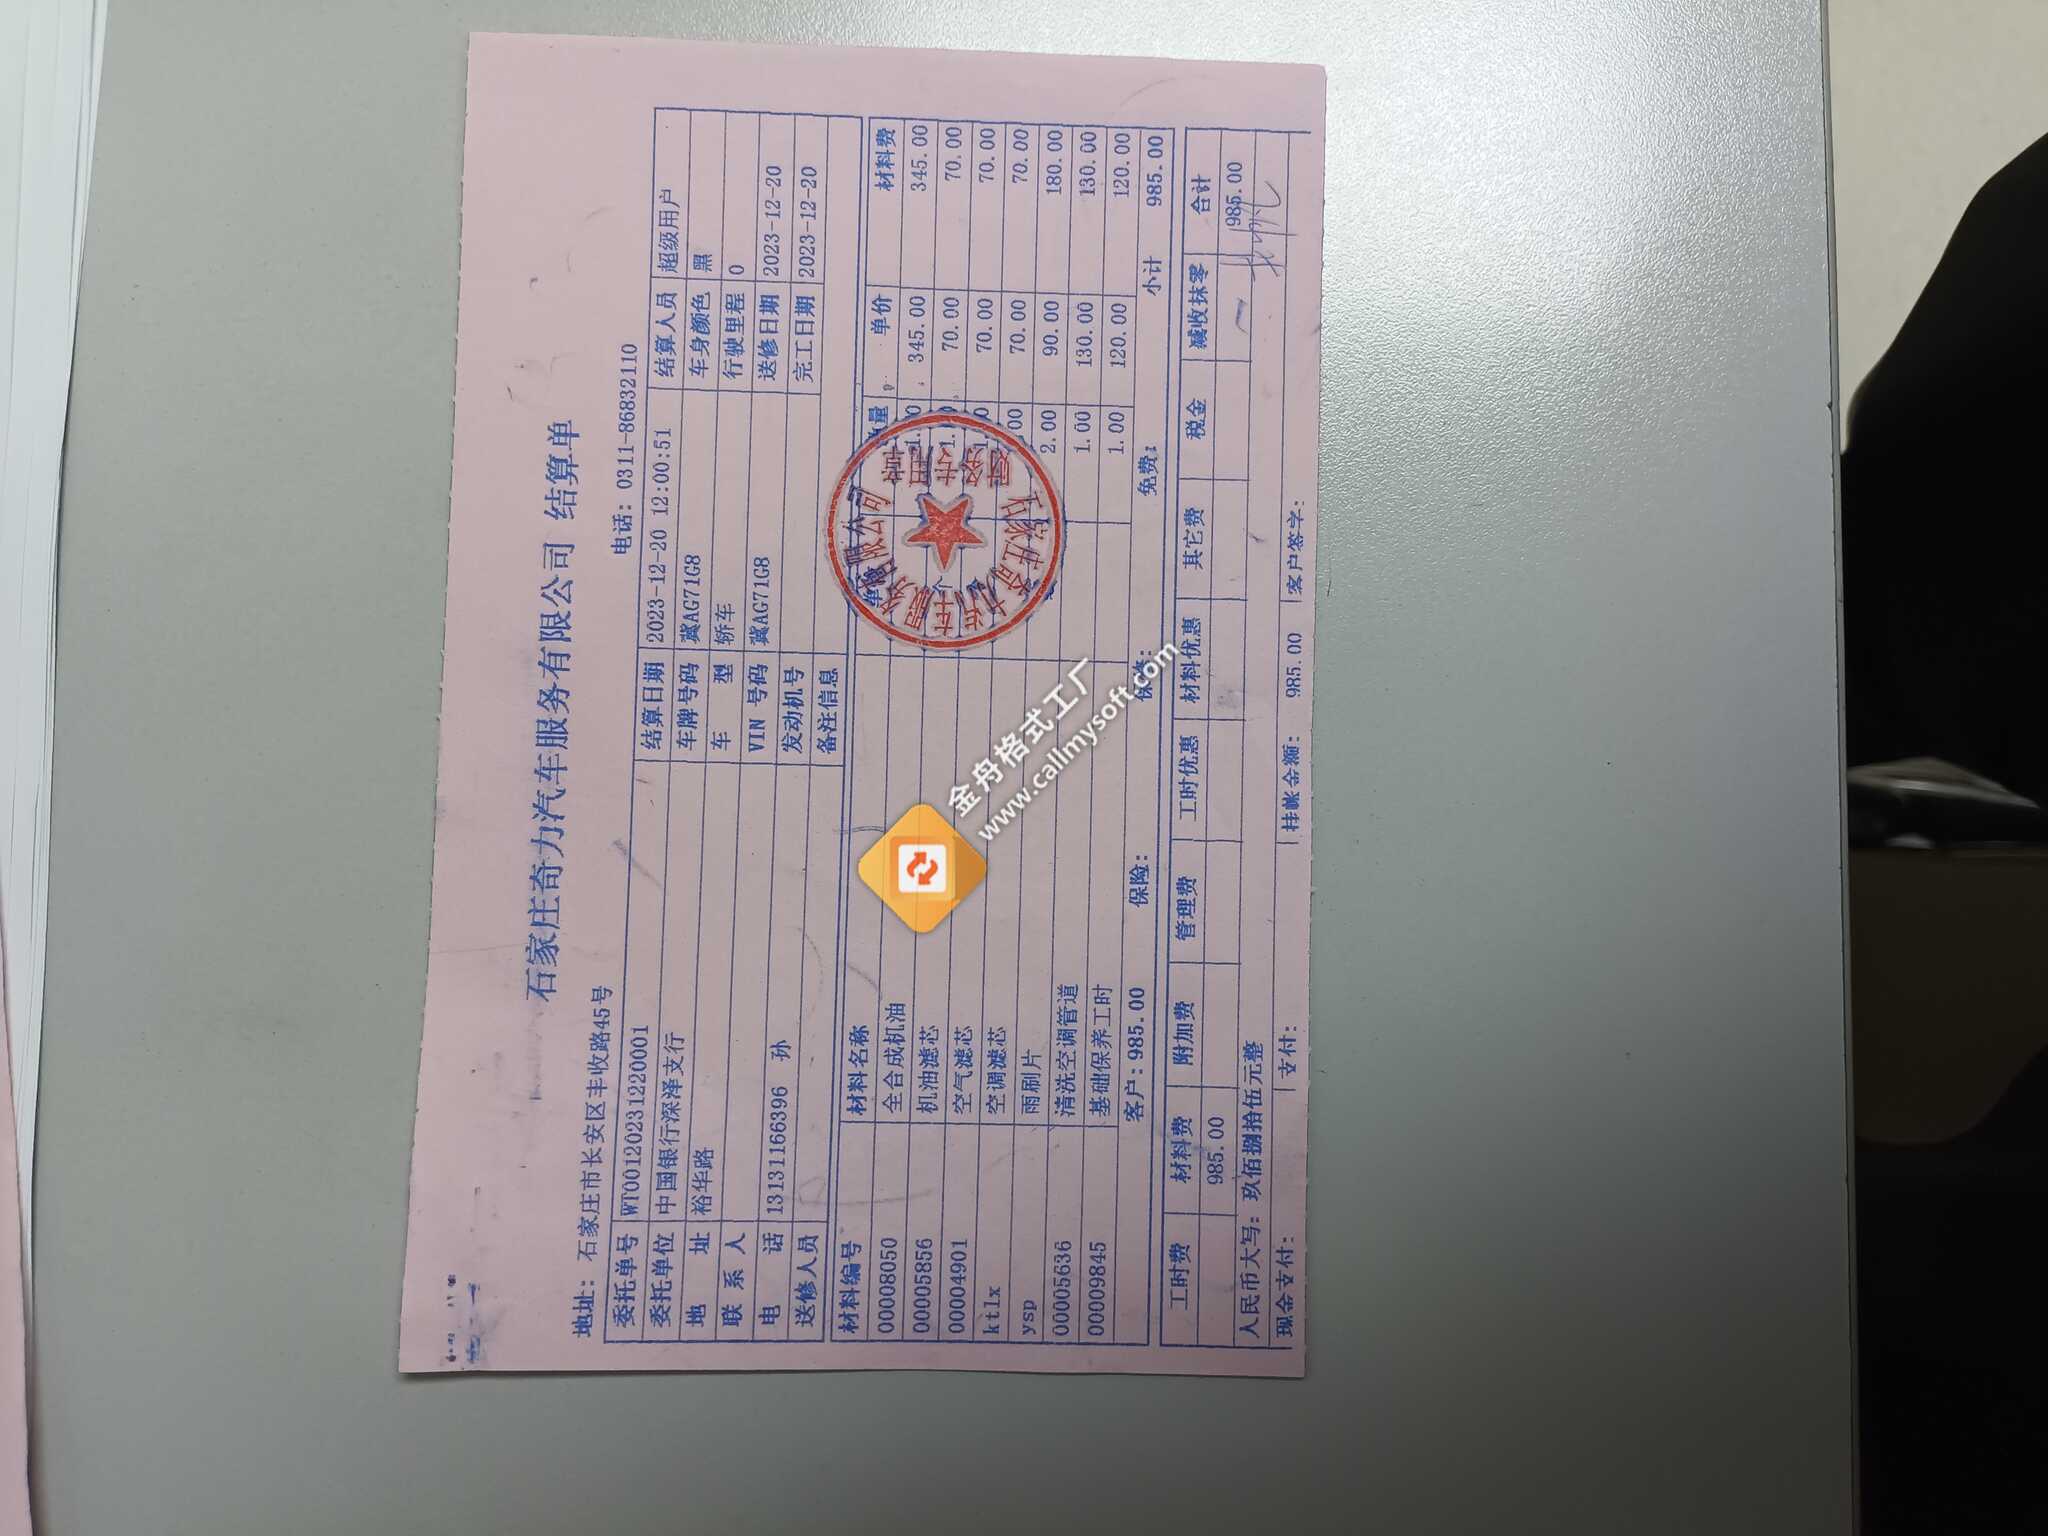 石家庄奇力汽车服务有限公司 结算单
地址: 石家庄市长安区丰收路45号 电话: 0311-86832110
委托单号 WT001202312220001 结算日期 2023-12-20 12:00:51 结算人员 超级用户
委托单位 中国银行深泽支行 车牌号码 冀AG71G8 车身颜色 黑
地 址 裕华路 车 型 轿车 行驶里程 0
联 系 人 VIN 号码 冀AG71G8 送修日期 2023-12-20
电 话 13131166396 孙 发动机号 完工日期 2023-12-20
送修人员 备注信息
材料编号 材料名称 单价 材料费
00008050 全合成机油 345.00 345.00
00005856 机油滤芯 个 1. 70.00 70.00
00004901 空气滤芯 70.00 70.00
ktlx 空调滤芯 70.00 70.00
ysp 雨刷片 2.00 90.00 180.00
00005636 清洗空调管道 1.00 130.00 130.00
00009845 基础保养工时 1.00 120.00 120.00
客户: 985.00 保险: 保修: 免费: 小计 985.00
工时费 材料费 附加费 管理费 工时优惠 材料优惠 其它费 税金 减收抹零 合计
985.00 985.00
人民币大写: 玖佰捌拾伍元整
现金支付: 支付: 挂帐金额: 985.00 客户签字:
石家庄奇力汽车服务有限公司
金舟格式工厂
www.callmysoft.com